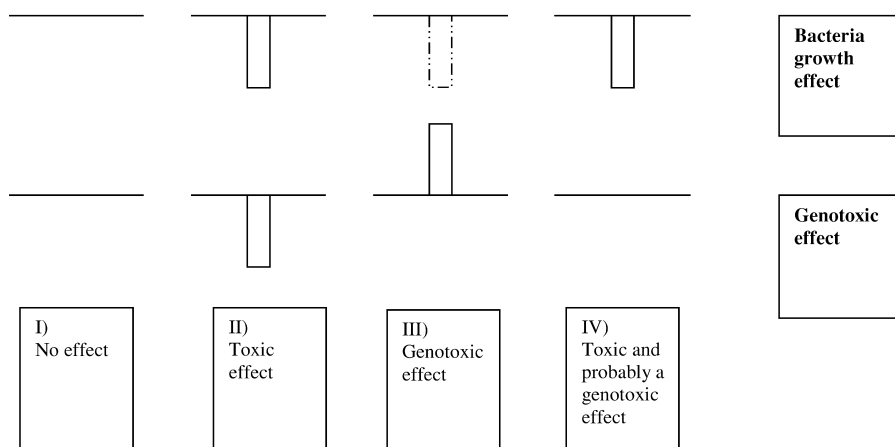 Bacteria
growth
effect
Genotoxic
effect
I)
No effect
II)
Toxic
effect
III)
Genotoxic
effect
IV)
Toxic and
probably a
genotoxic
effect